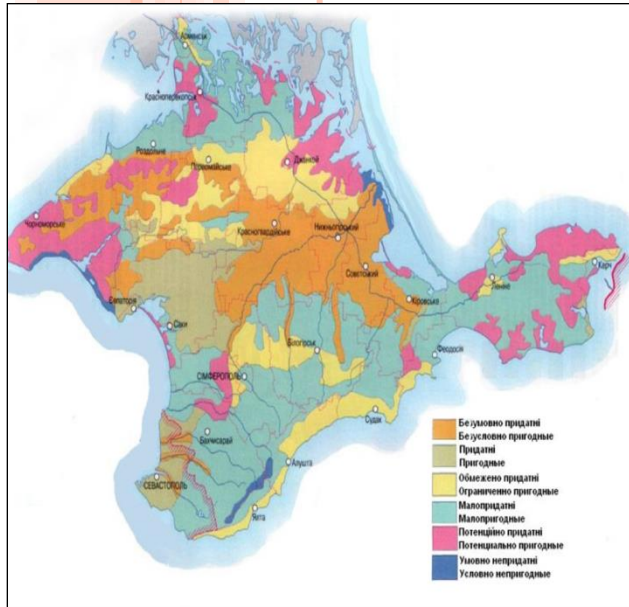 Армянськ
Красноперекопськ
Роздольне
Первомайське
Джанкой
Чорноморське
Красногвардійське
Нижньогірський
Советський
Євпаторія
Саки
Кіровське
Леніне
Керч
Білогірськ
Феодосія
СІМФЕРОПОЛЬ
Судак
Бахчисарай
Алушта
СЕВАСТОПОЛЬ
Ялта
Безумовно придатні
Безусловно пригодные
Придатні
Пригодные
Обмежено придатні
Ограниченно пригодные
Малопридатні
Малопригодные
Потенційно придатні
Потенциально пригодные
Умовно непридатні
Условно непригодные